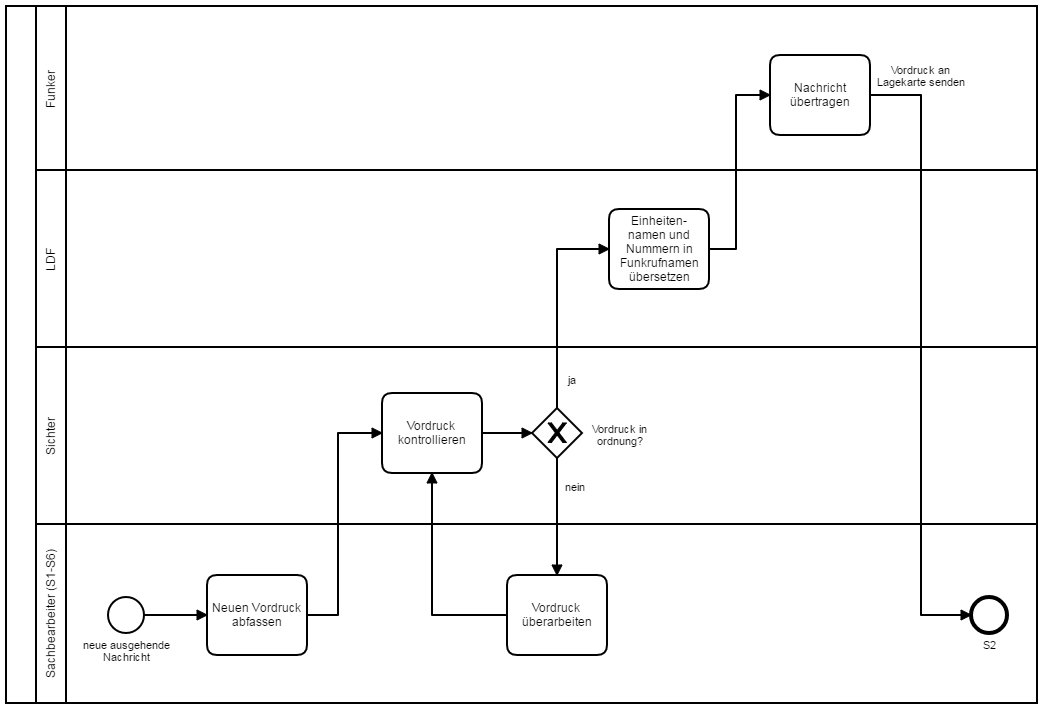 Funker
Nachricht
übertragen
Vordruck an
Lagekarte senden
LDF
Einheiten-
namen und
Nummern in
Funkrufnamen
übersetzen
Sichter
Vordruck
kontrollieren
ja
Vordruck in
ordnung?
nein
Sachbearbeiter (S1-S6)
neue ausgehende
Nachricht
Neuen Vordruck
abfassen
Vordruck
überarbeiten
S2